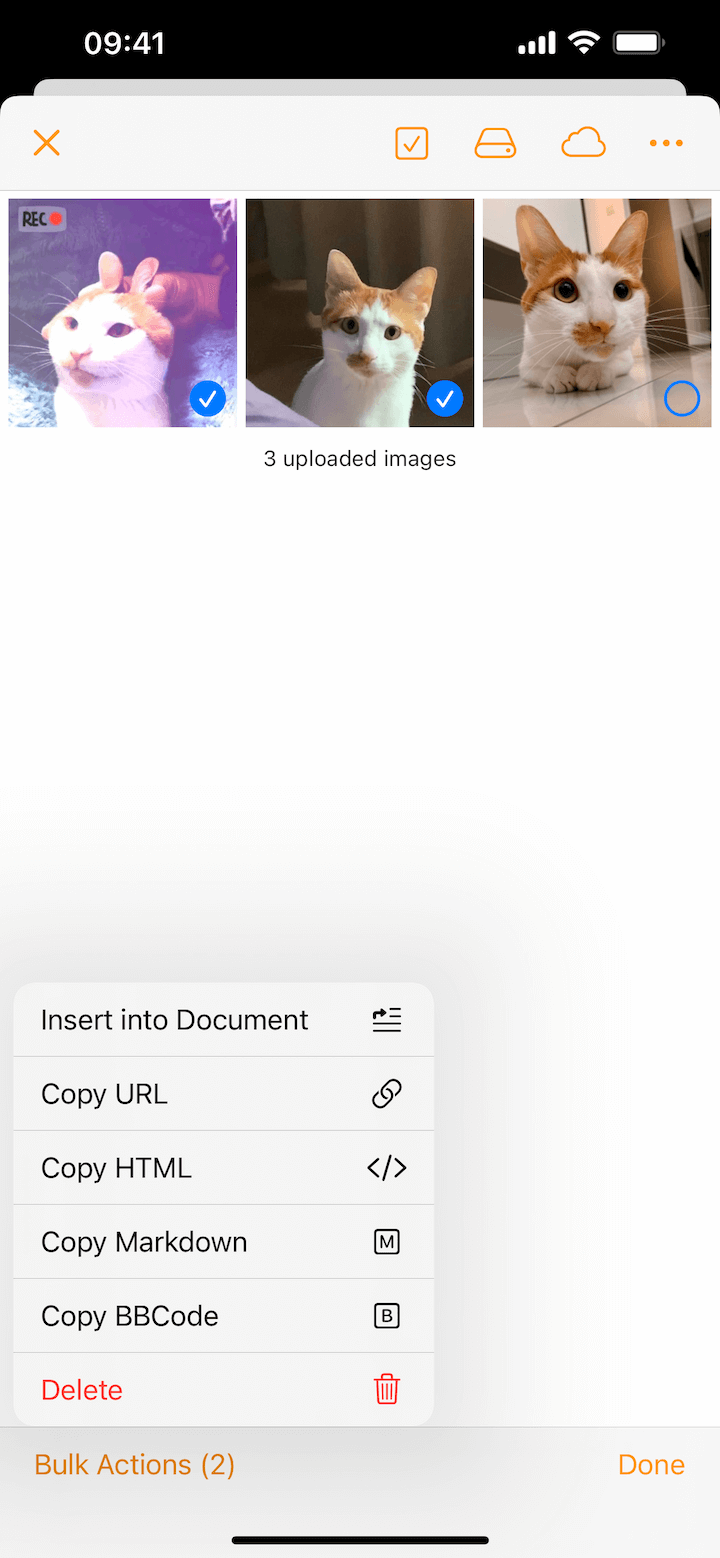 09:41
REC
3 uploaded images
Insert into Document
Copy URL
Copy HTML
</>
Copy Markdown
M
Copy BBCode
B
Delete
Bulk Actions (2)
Done